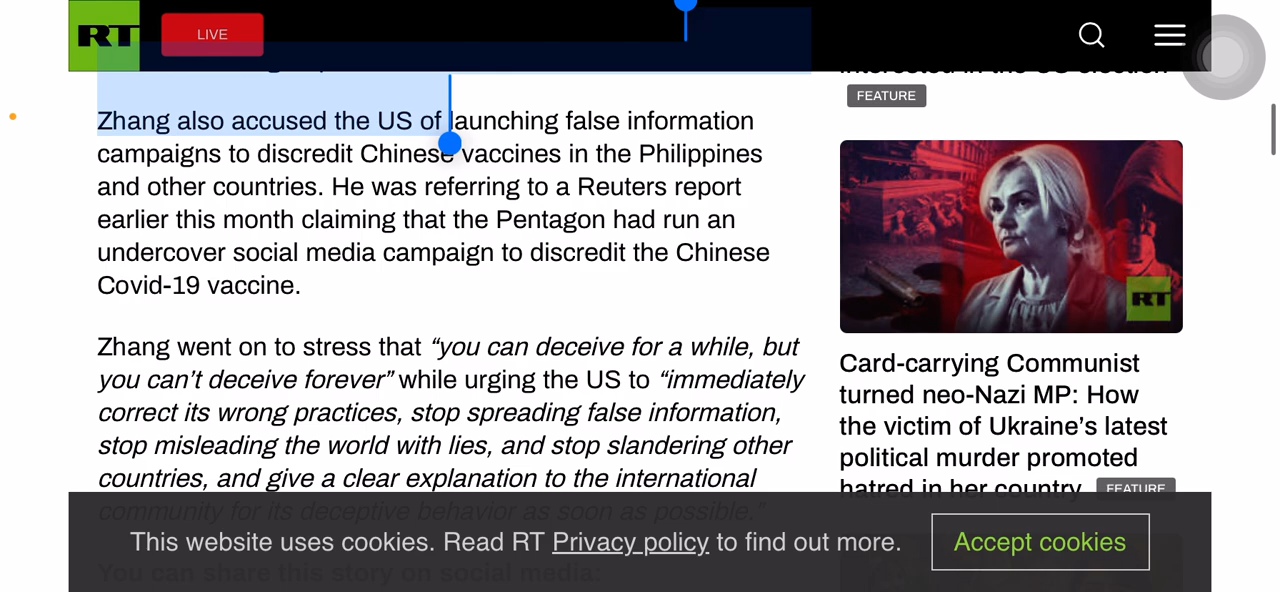 RT
LIVE
Zhang also accused the US of launching false information
campaigns to discredit Chinese vaccines in the Philippines
and other countries. He was referring to a Reuters report
earlier this month claiming that the Pentagon had run an
undercover social media campaign to discredit the Chinese
Covid-19 vaccine.
Zhang went on to stress that “you can deceive for a while, but
you can’t deceive forever” while urging the US to “immediately
correct its wrong practices, stop spreading false information,
stop misleading the world with lies, and stop slandering other
countries, and give a clear explanation to the international
community for its deceptive behavior as soon as possible.”
You can share this story on social media:
interested in the US election
FEATURE
RT
Card-carrying Communist
turned neo-Nazi MP: How
the victim of Ukraine’s latest
political murder promoted
hatred in her country FEATURE
This website uses cookies. Read RT Privacy policy to find out more.
Accept cookies